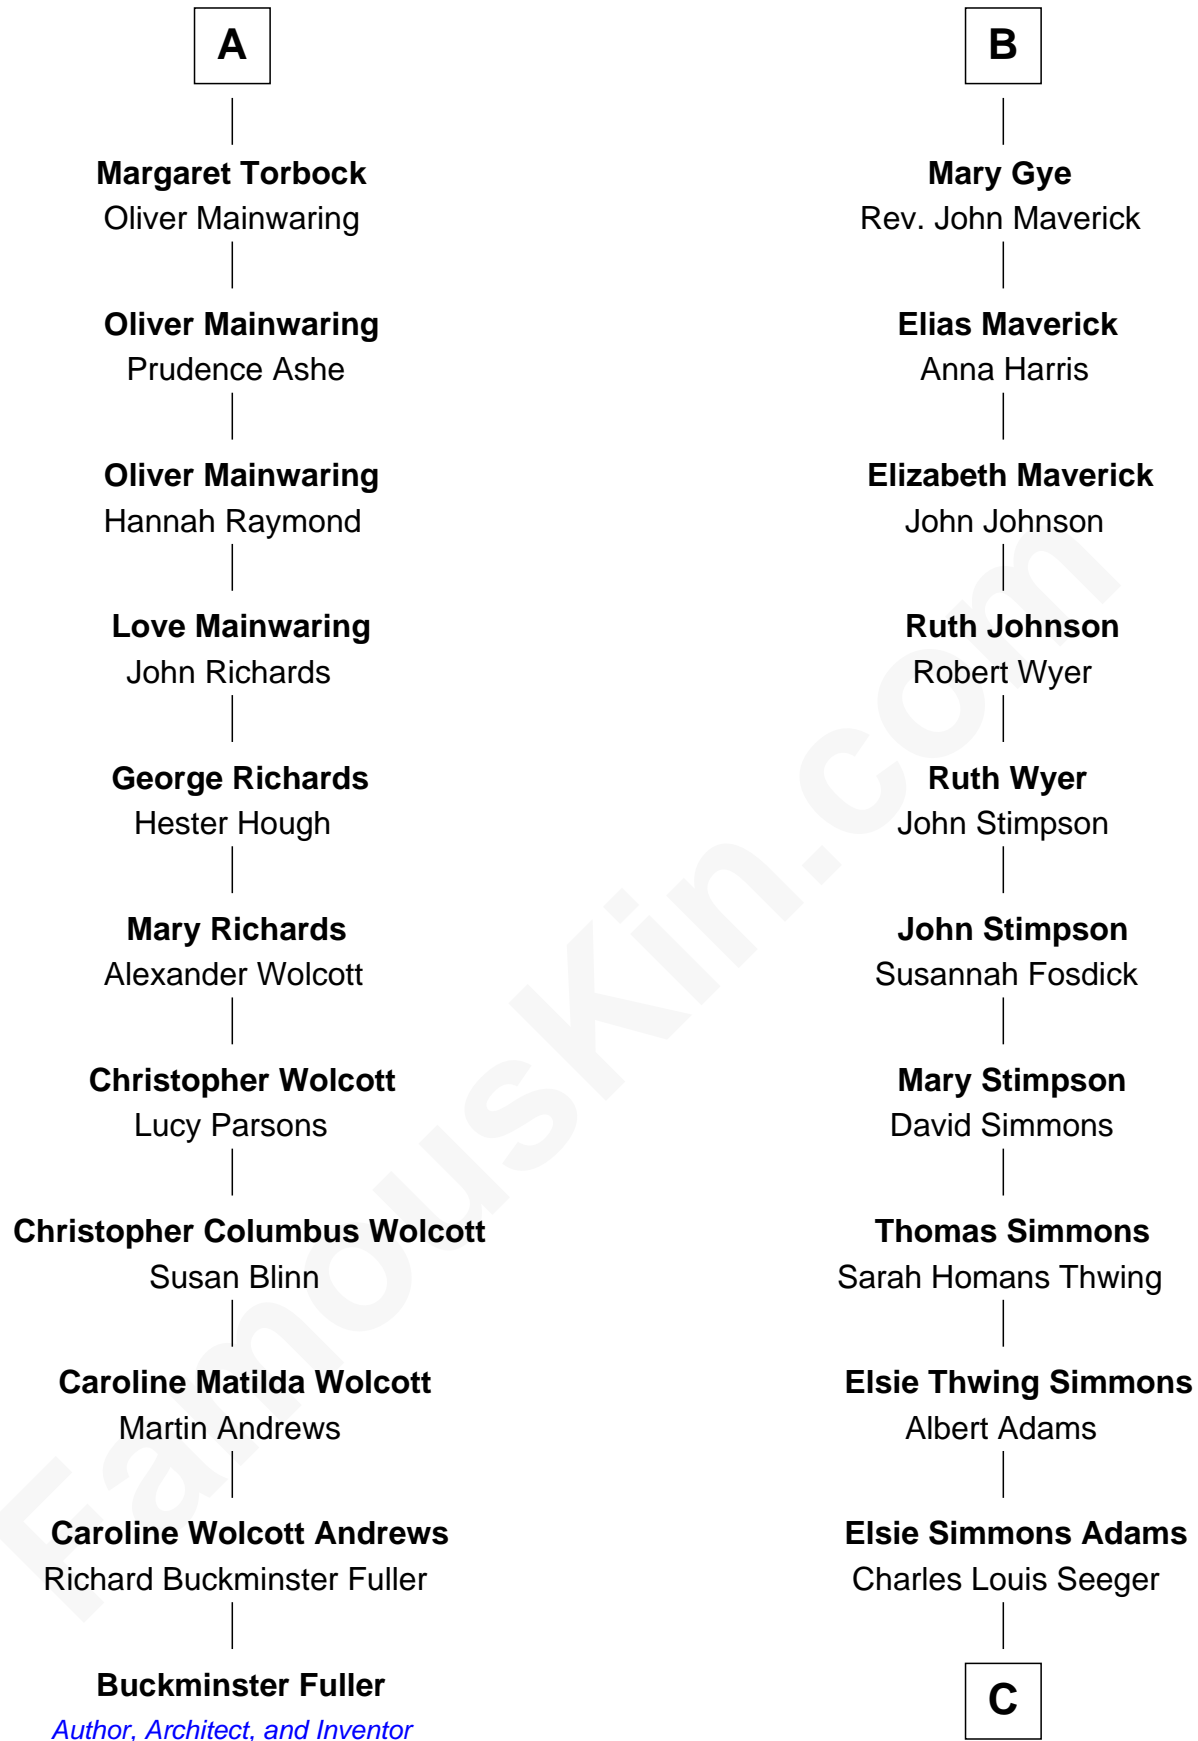 A
Margaret Torbock
Oliver Mainwaring
Oliver Mainwaring
Prudence Ashe
Oliver Mainwaring
Hannah Raymond
Love Mainwaring
John Richards
George Richards
Hester Hough
Mary Richards
Alexander Wolcott
Christopher Wolcott
Lucy Parsons
Christopher Columbus Wolcott
Susan Blinn
Caroline Matilda Wolcott
Martin Andrews
Caroline Wolcott Andrews
Richard Buckminster Fuller
Buckminster Fuller
Author, Architect, and Inventor
B
Mary Gye
Rev. John Maverick
Elias Maverick
Anna Harris
Elizabeth Maverick
John Johnson
Ruth Johnson
Robert Wyer
Ruth Wyer
John Stimpson
John Stimpson
Susannah Fosdick
Mary Stimpson
David Simmons
Thomas Simmons
Sarah Homans Thwing
Elsie Thwing Simmons
Albert Adams
Elsie Simmons Adams
Charles Louis Seeger
C
FamousKin.com